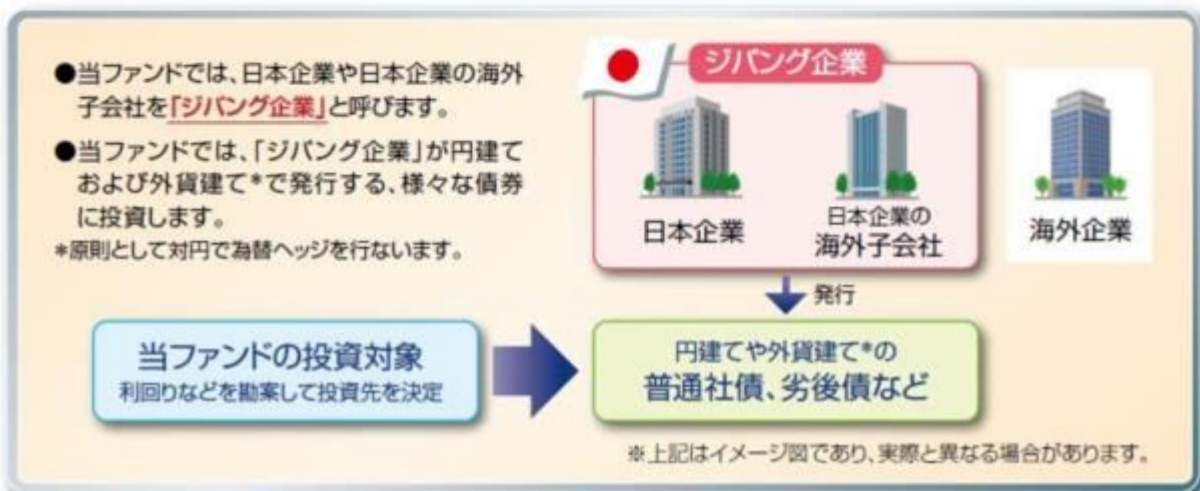 ●当ファンドでは、日本企業や日本企業の海外
子会社を「ジパング企業」と呼びます。
●当ファンドでは、「ジパング企業」が円建て
および外貨建て*で発行する、様々な債券
に投資します。
*原則として対円で為替ヘッジを行ないます。
ジパング企業
日本企業
日本企業の
海外子会社
海外企業
発行
当ファンドの投資対象
利回りなどを勘案して投資先を決定
円建てや外貨建て*の
普通社債、劣後債など
※上記はイメージ図であり、実際と異なる場合があります。